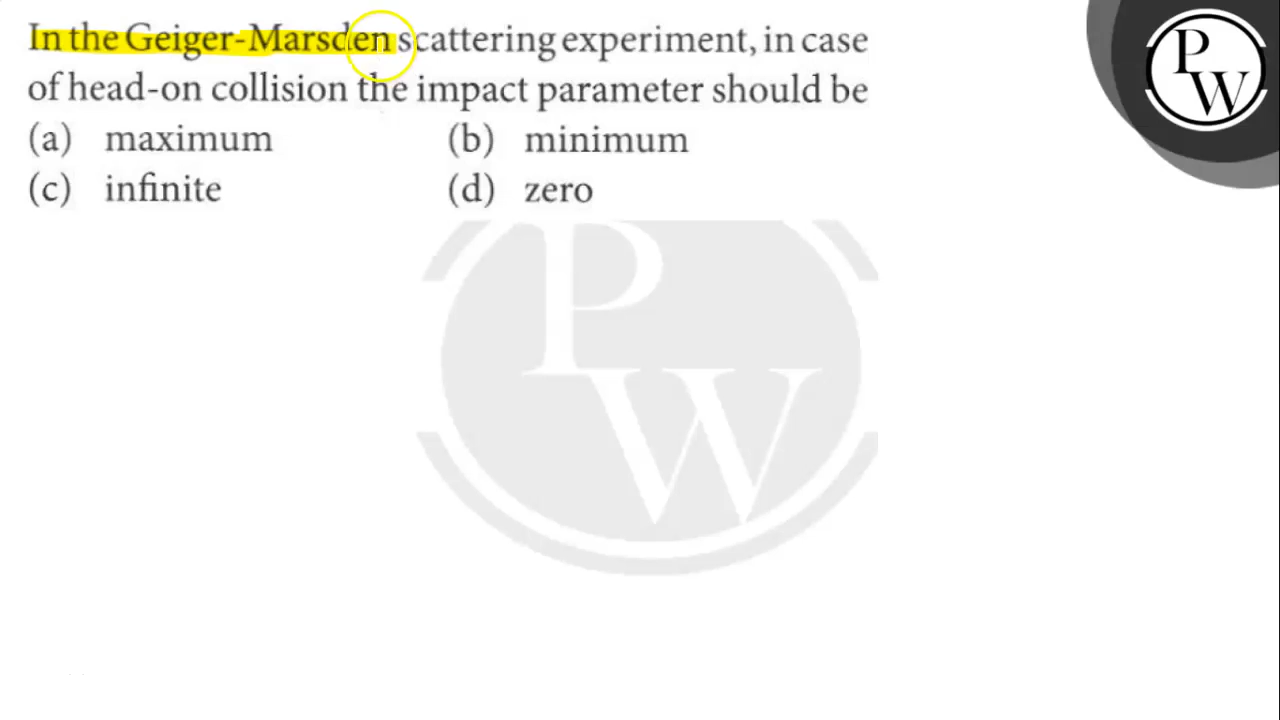 In the Geiger-Marsden scattering experiment, in case
of head-on collision the impact parameter should be
(a) maximum (b) minimum
(c) infinite (d) zero
P
W
P
W